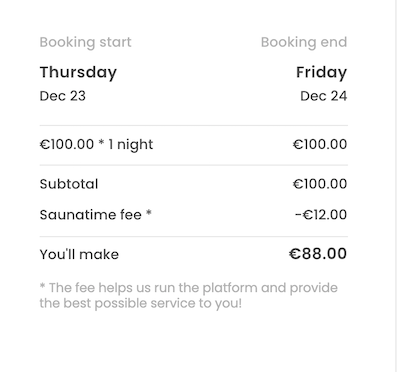 Booking start Booking end
Thursday Friday
Dec 23 Dec 24
€100.00 * 1 night €100.00
Subtotal €100.00
Saunatime fee * -€12.00
You'll make €88.00
* The fee helps us run the platform and provide
the best possible service to you!